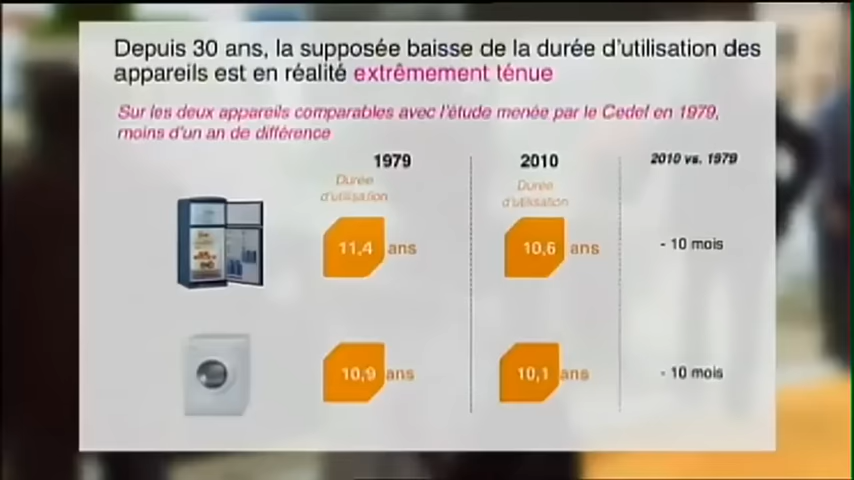 Depuis 30 ans, la supposée baisse de la durée d'utilisation des
appareils est en réalité extrêmement ténue
Sur les deux appareils comparables avec l'étude menée par le Cedef en 1979,
moins d'un an de différence
1979
2010
2010 vs. 1979
Durée
d'utilisation
Durée
d'utilisation
11,4 ans
10,6 ans
- 10 mois
10,9 ans
10,1 ans
- 10 mois